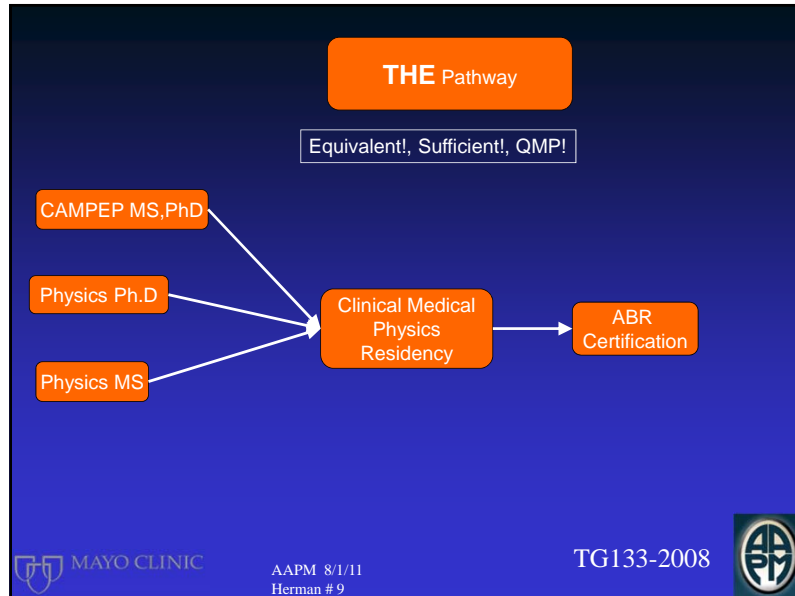 THE Pathway
Equivalent!, Sufficient!, QMP!
CAMPEP MS,PhD
Physics Ph.D
Physics MS
Clinical Medical
Physics
Residency
ABR
Certification
MAYO CLINIC
AAPM 8/1/11
Herman # 9
TG133-2008
AAPM